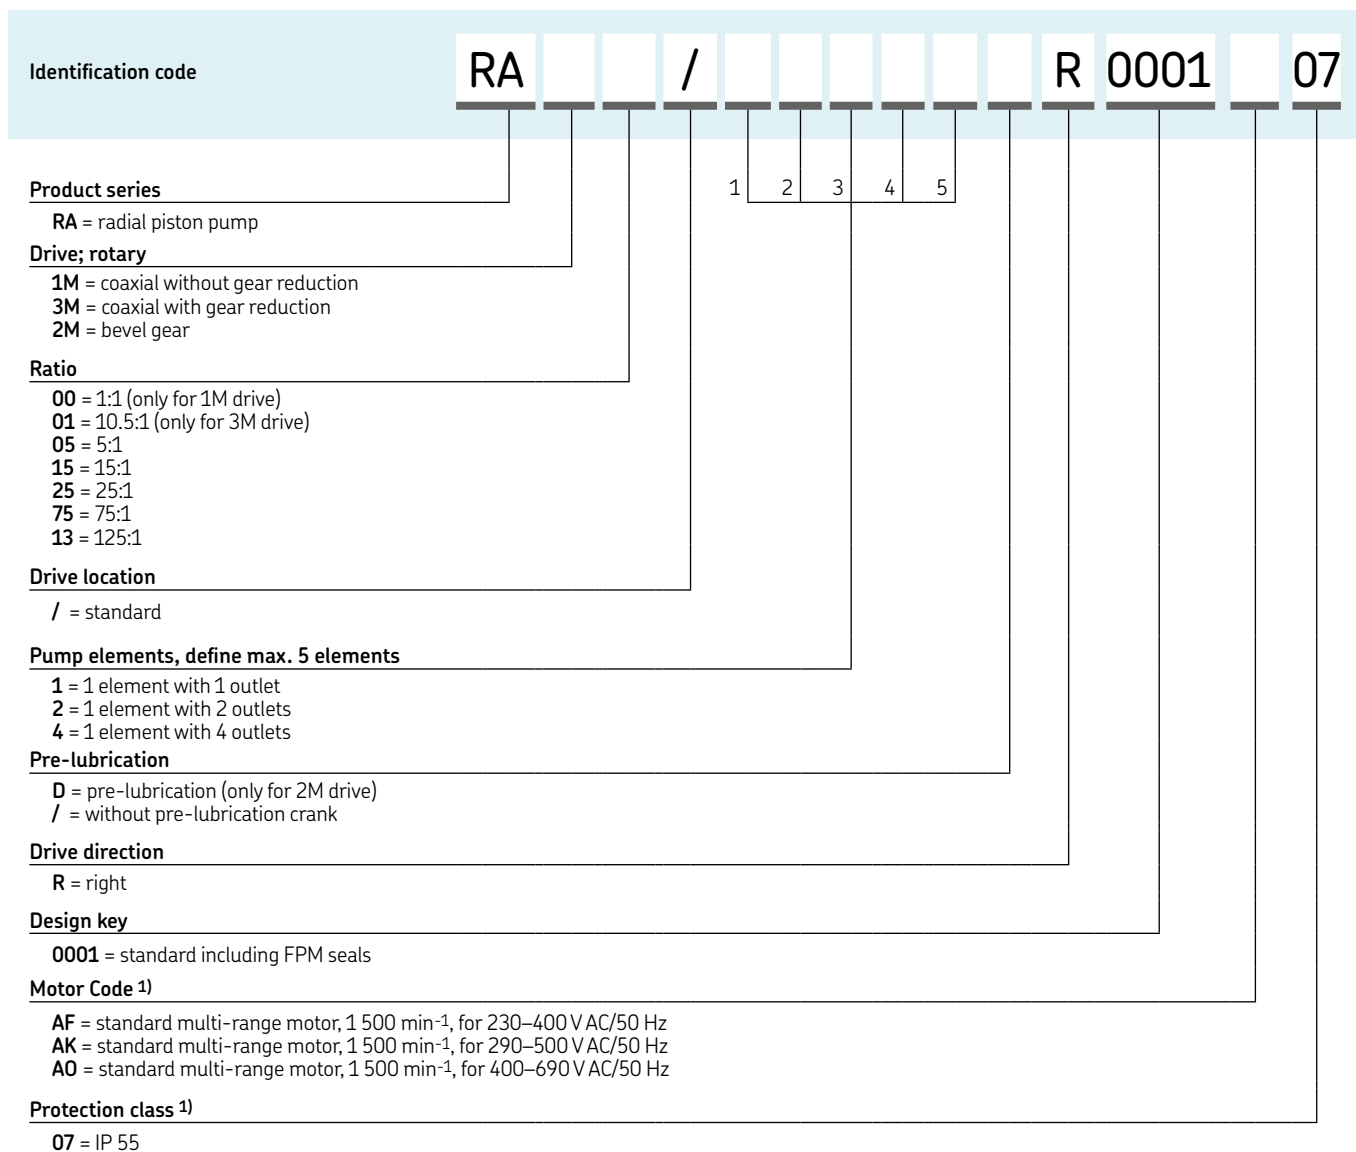 Identification code RA / R 0001 07
Product series 1 2 3 4 5
RA = radial piston pump
Drive; rotary
1M = coaxial without gear reduction
3M = coaxial with gear reduction
2M = bevel gear
Ratio
00 = 1:1 (only for 1M drive)
01 = 10.5:1 (only for 3M drive)
05 = 5:1
15 = 15:1
25 = 25:1
75 = 75:1
13 = 125:1
Drive location
/ = standard
Pump elements, define max. 5 elements
1 = 1 element with 1 outlet
2 = 1 element with 2 outlets
4 = 1 element with 4 outlets
Pre-lubrication
D = pre-lubrication (only for 2M drive)
/ = without pre-lubrication crank
Drive direction
R = right
Design key
0001 = standard including FPM seals
Motor Code 1)
AF = standard multi-range motor, 1 500 min-1, for 230–400 V AC/50 Hz
AK = standard multi-range motor, 1 500 min-1, for 290–500 V AC/50 Hz
AO = standard multi-range motor, 1 500 min-1, for 400–690 V AC/50 Hz
Protection class 1)
07 = IP 55